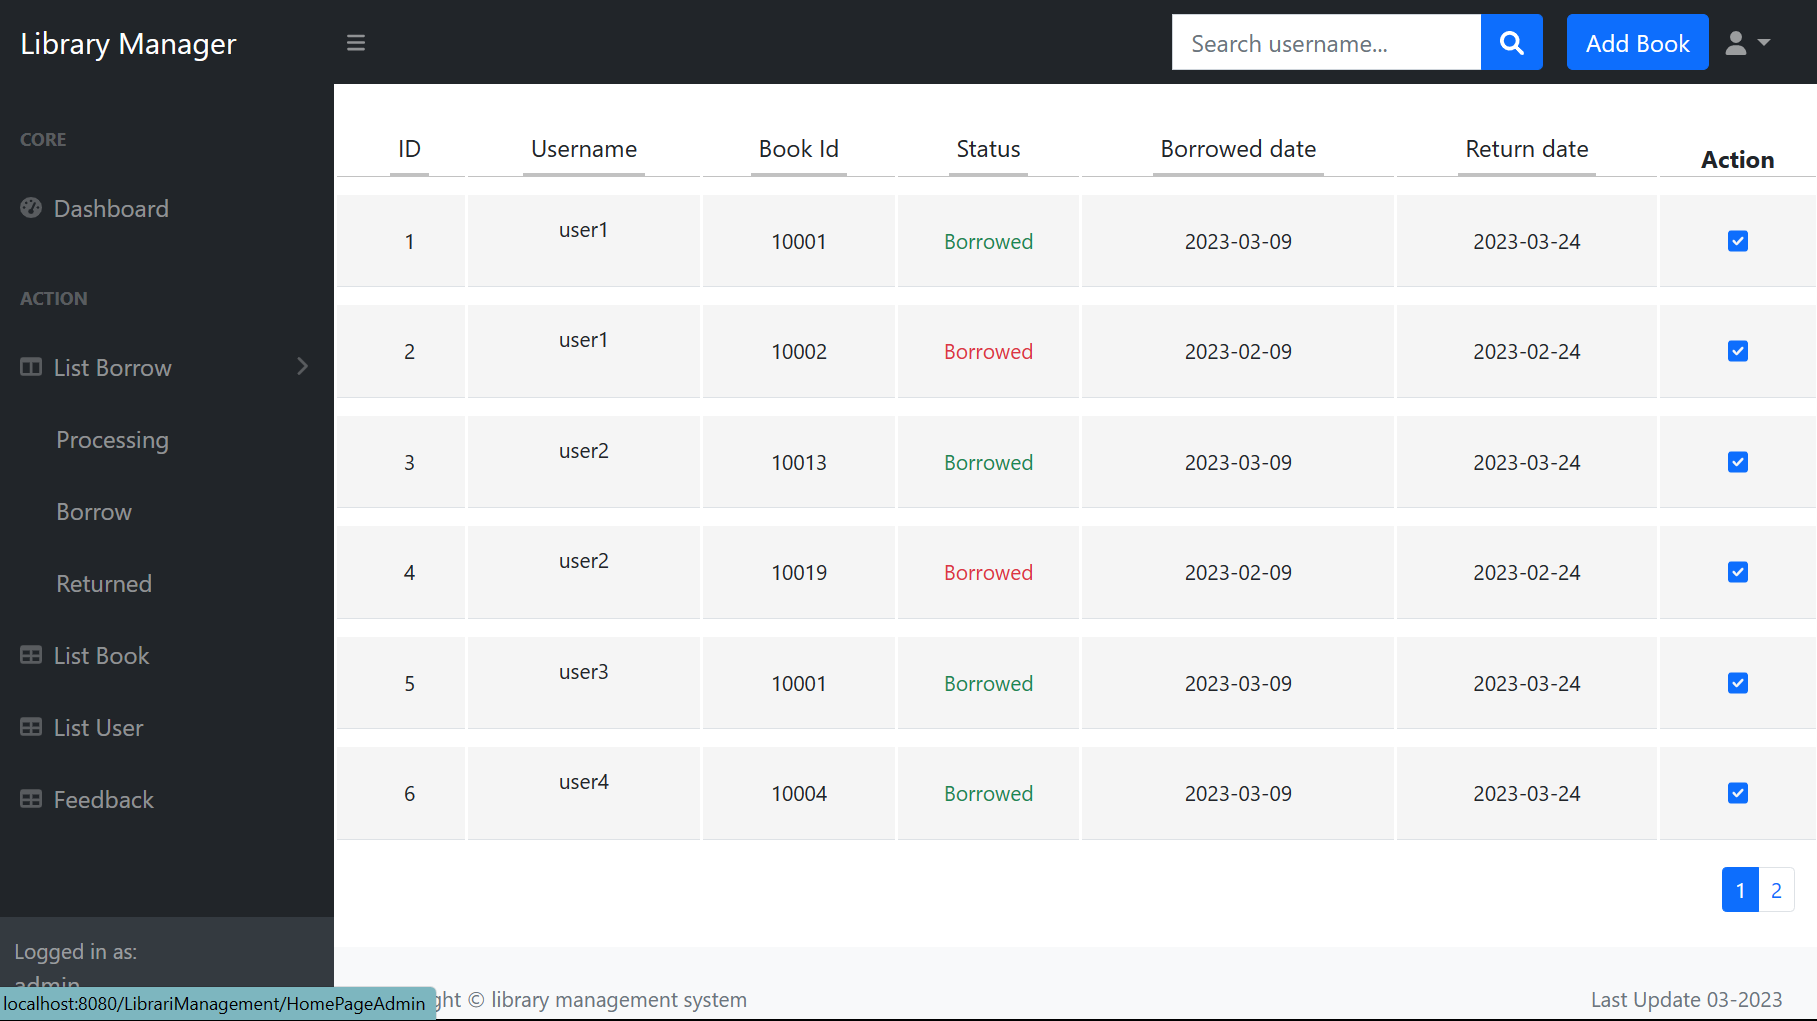 Library Manager
Search username...
Add Book
CORE
Dashboard
ACTION
List Borrow
Processing
Borrow
Returned
List Book
List User
Feedback
Logged in as:
admin
localhost:8080/LibrariManagement/HomePageAdmin
ID Username Book Id Status Borrowed date Return date Action
1 user1 10001 Borrowed 2023-03-09 2023-03-24
2 user1 10002 Borrowed 2023-02-09 2023-02-24
3 user2 10013 Borrowed 2023-03-09 2023-03-24
4 user2 10019 Borrowed 2023-02-09 2023-02-24
5 user3 10001 Borrowed 2023-03-09 2023-03-24
6 user4 10004 Borrowed 2023-03-09 2023-03-24
1 2
ght © library management system
Last Update 03-2023